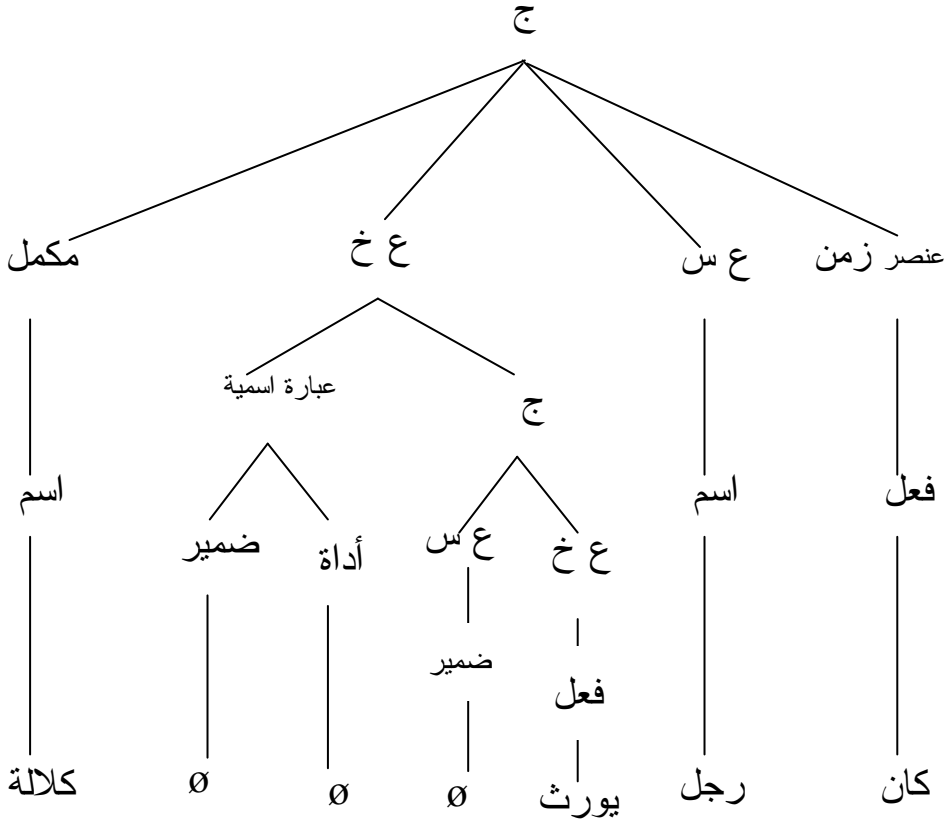 ج
عنصر زمن
ع س
ع خ
مكمل
عبارة اسمية
ج
فعل
اسم
اسم
ع خ
ع س
أداة
ضمير
ضمير
فعل
كان
رجل
يورث
ø
ø
ø
كلالة